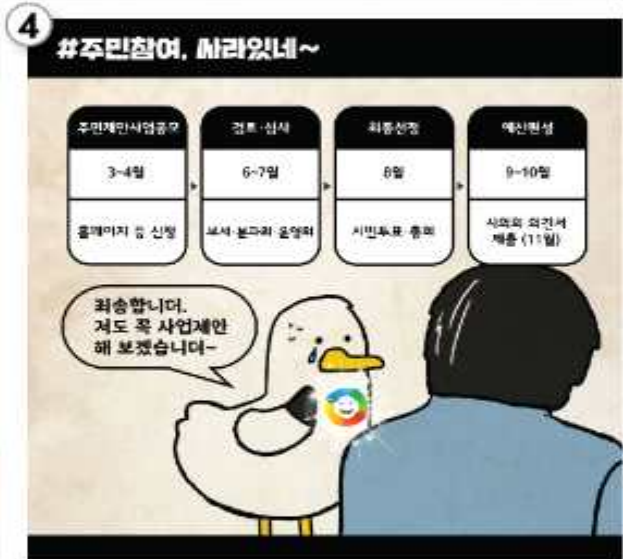 4
#주민참여, 싸라있네~
주민제안사업공모
3~4월
홈페이지 등 신청
검토·심사
6~7월
부서·분과위·운영위
최종선정
8월
시민투표·총회
예산편성
9~10월
시의회 의견서
제출 (11월)
죄송합니더.
저도 꼭 사업제안
해 보겠습니더~